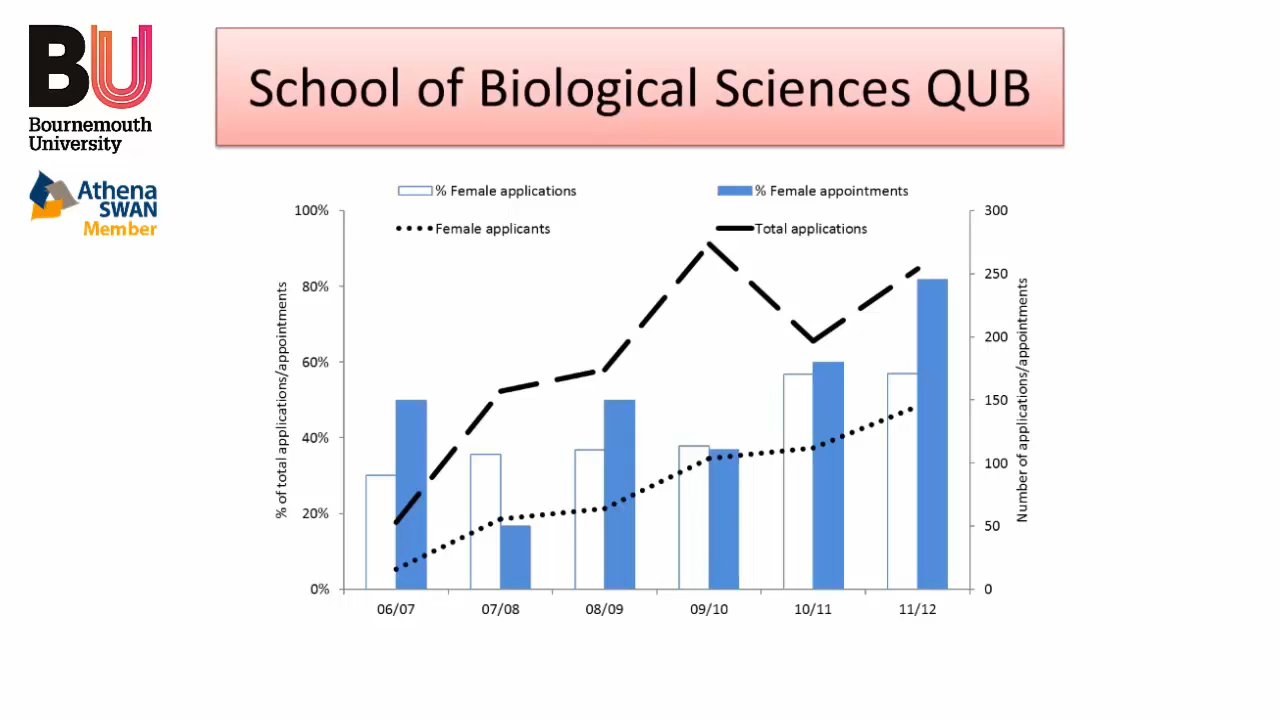 BU
Bournemouth
University
Athena
SWAN
Member
School of Biological Sciences QUB
% Female applications
% Female appointments
Female applicants
Total applications
% of total applications/appointments
100%
80%
60%
40%
20%
0%
300
250
200
150
100
50
0
Number of applications/appointments
06/07 07/08 08/09 09/10 10/11 11/12